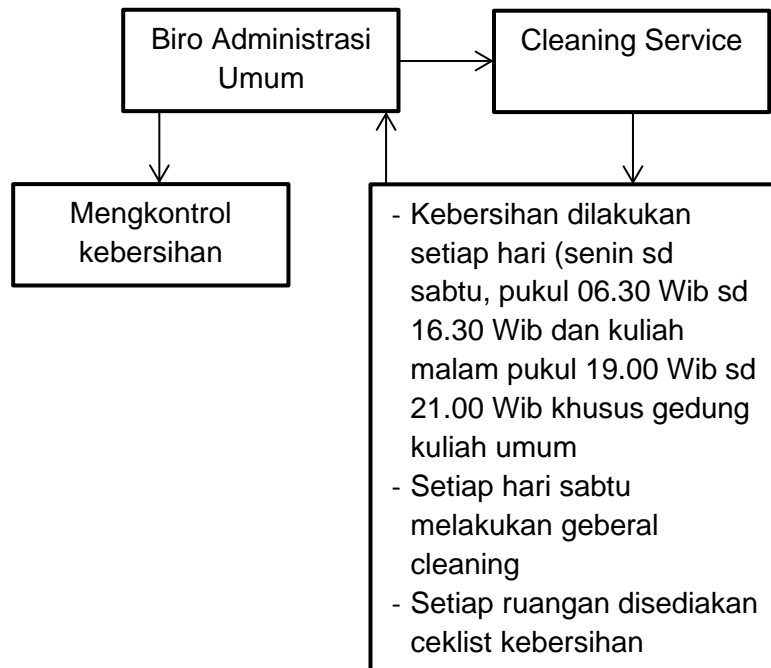 Biro Administrasi
Umum
Cleaning Service
Mengkontrol
kebersihan
- Kebersihan dilakukan
setiap hari (senin sd
sabtu, pukul 06.30 Wib sd
16.30 Wib dan kuliah
malam pukul 19.00 Wib sd
21.00 Wib khusus gedung
kuliah umum
- Setiap hari sabtu
melakukan geberal
cleaning
- Setiap ruangan disediakan
ceklist kebersihan